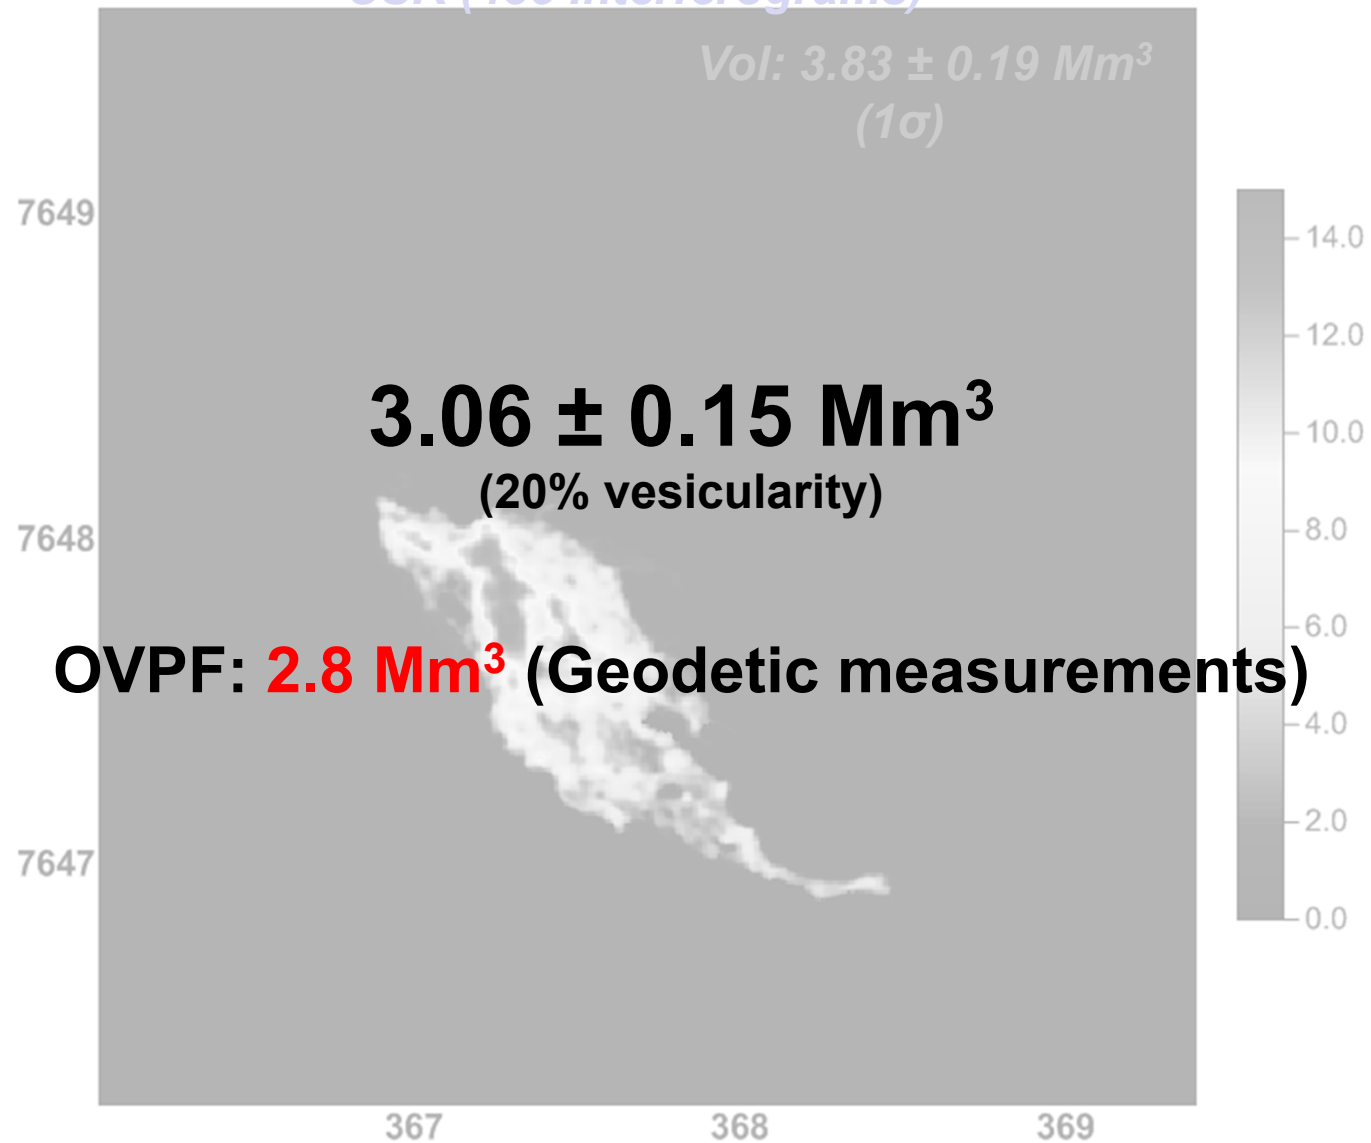 Vol: 3.83 ± 0.19 Mm³
(1σ)
7649
14.0
12.0
3.06 ± 0.15 Mm³
10.0
(20% vesicularity)
7648
8.0
6.0
OVPF: 2.8 Mm³ (Geodetic measurements)
4.0
2.0
7647
0.0
367 368 369